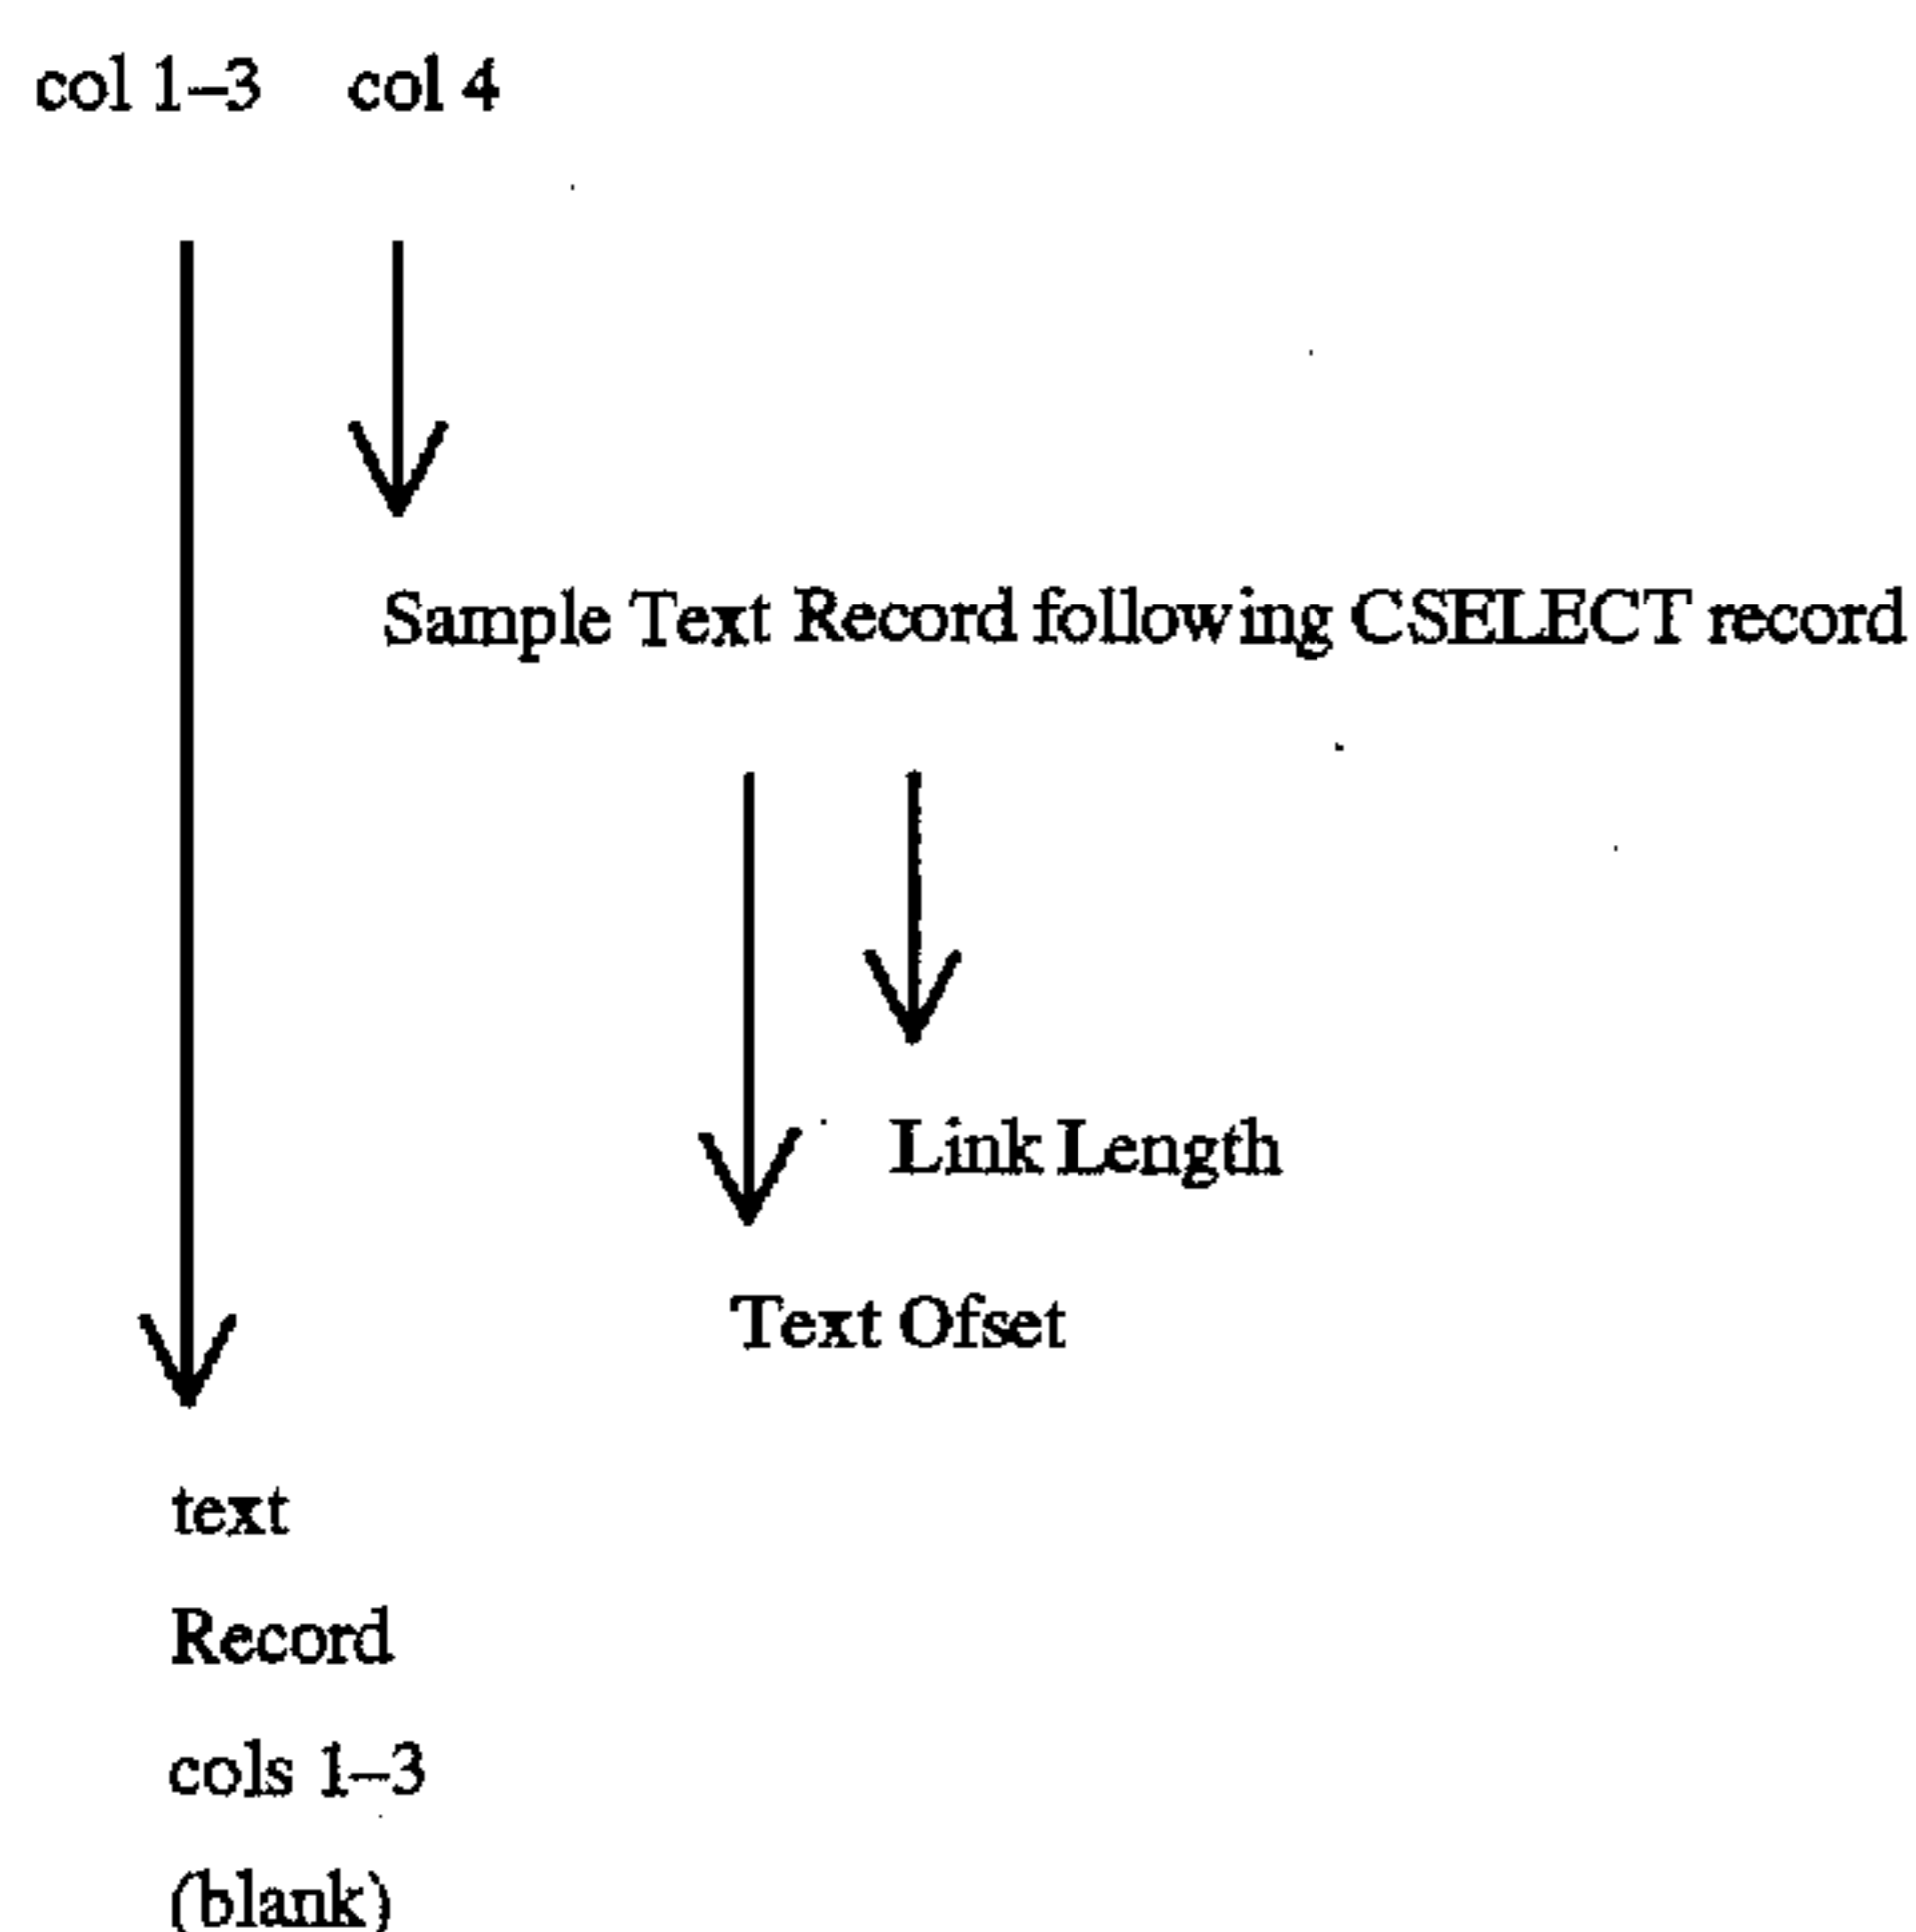 col 1–3 col 4
Sample Text Record following CSELECT record
Link Length
Text Ofset
text
Record
cols 1–3
(blank)